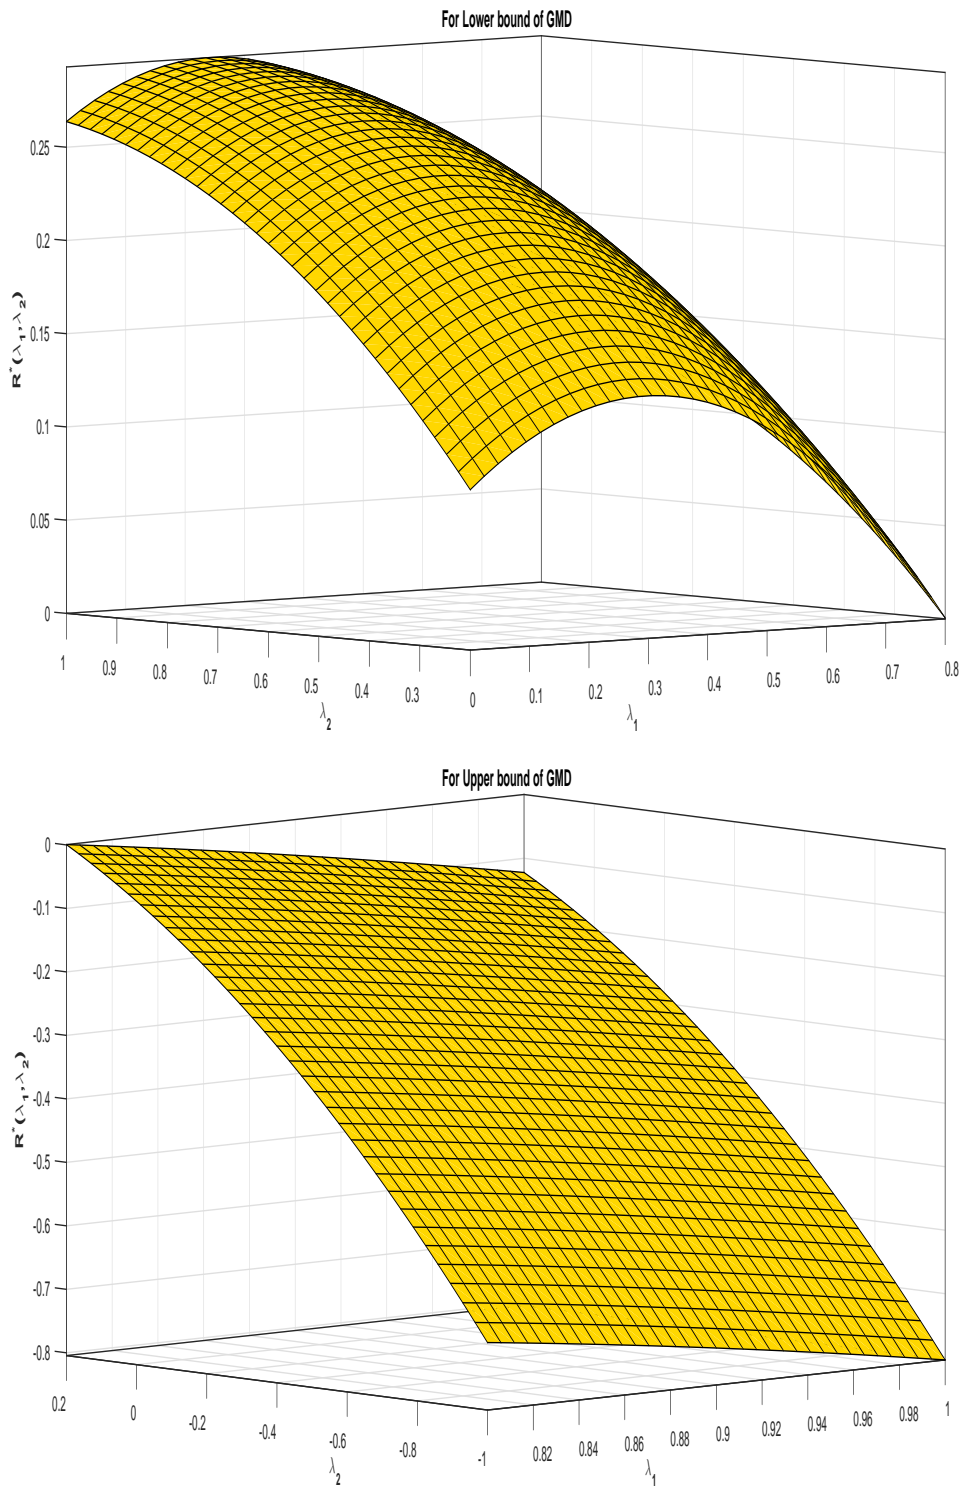 For Lower bound of GMD
0.25
0.2
0.15
0.1
0.05
0
R*(λ1,λ2)
1 0.9 0.8 0.7 0.6 0.5 0.4 0.3 0 0.1 0.2 0.3 0.4 0.5 0.6 0.7 0.8
λ2 λ1
For Upper bound of GMD
0
-0.1
-0.2
-0.3
-0.4
-0.5
-0.6
-0.7
-0.8
R*(λ1,λ2)
0.2 0 -0.2 -0.4 -0.6 -0.8 -1 0.82 0.84 0.86 0.88 0.9 0.92 0.94 0.96 0.98 1
λ2 λ1